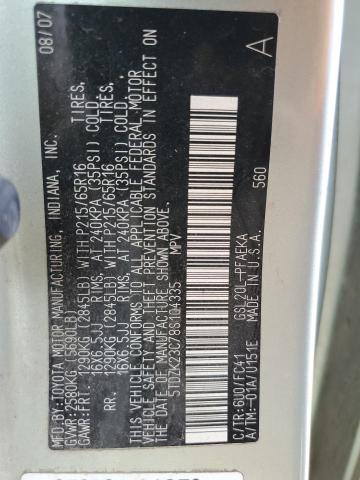 MFD. BY:TOYOTA MOTOR MANUFACTURING, INDIANA, INC. 08/07
GVWR:2580KG (5690LB)
GAWR:FRT. 1290KG (2845LB) WITH P215/65R16 TIRES,
16X6.5JJ RIMS, AT 240KPA (35PSI) COLD.
RR. 1290KG (2845LB) WITH P215/65R16 TIRES,
16X6.5JJ RIMS, AT 240KPA (35PSI) COLD.
THIS VEHICLE CONFORMS TO ALL APPLICABLE FEDERAL MOTOR
VEHICLE SAFETY AND THEFT PREVENTION STANDARDS IN EFFECT ON
THE DATE OF MANUFACTURE SHOWN ABOVE.
5TDZK23C78S104335 MPV A
560
C/TR:6U0/FC41 GSL20L-PFAEKA
A/TM:-01A/U151E MADE IN U.S.A.